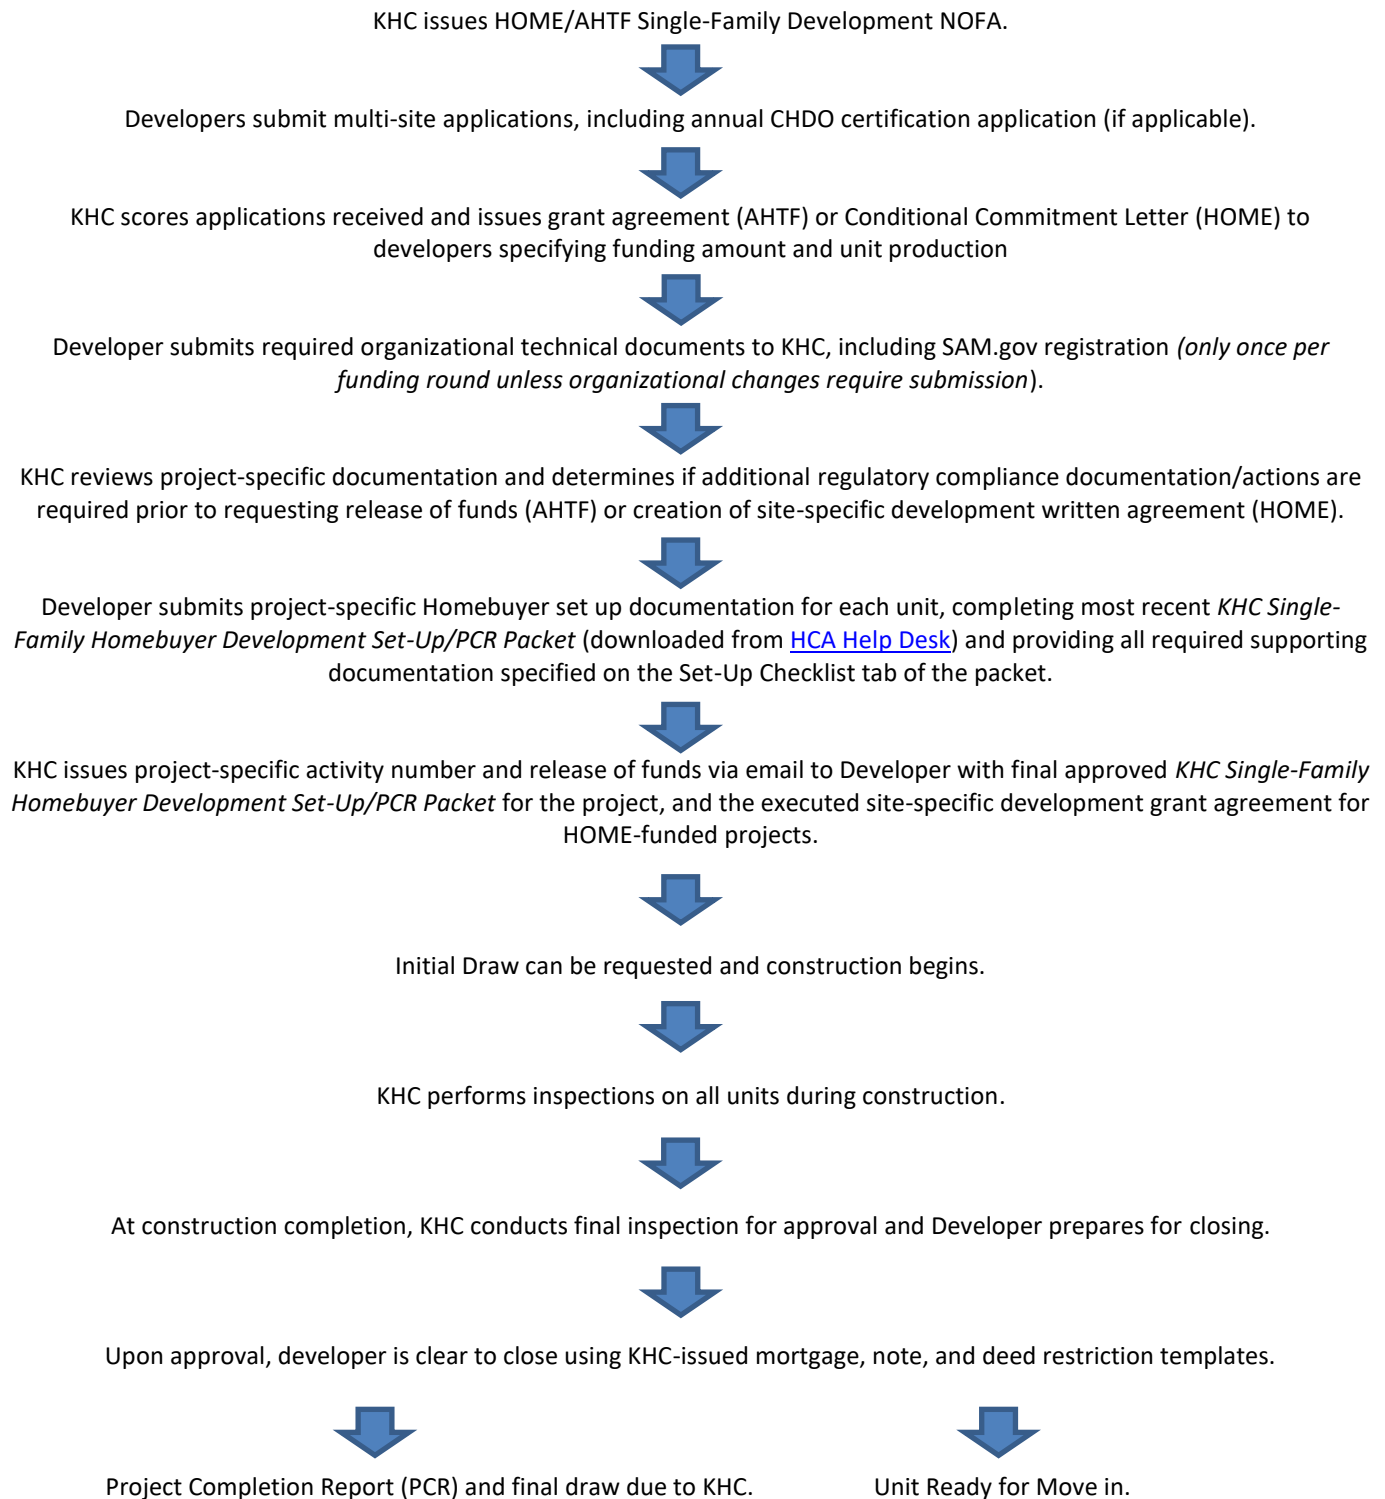 KHC issues HOME/AHTF Single-Family Development NOFA.
Developers submit multi-site applications, including annual CHDO certification application (if applicable).
KHC scores applications received and issues grant agreement (AHTF) or Conditional Commitment Letter (HOME) to
developers specifying funding amount and unit production
Developer submits required organizational technical documents to KHC, including SAM.gov registration (only once per
funding round unless organizational changes require submission).
KHC reviews project-specific documentation and determines if additional regulatory compliance documentation/actions are
required prior to requesting release of funds (AHTF) or creation of site-specific development written agreement (HOME).
Developer submits project-specific Homebuyer set up documentation for each unit, completing most recent KHC Single-
Family Homebuyer Development Set-Up/PCR Packet (downloaded from HCA Help Desk) and providing all required supporting
documentation specified on the Set-Up Checklist tab of the packet.
KHC issues project-specific activity number and release of funds via email to Developer with final approved KHC Single-Family
Homebuyer Development Set-Up/PCR Packet for the project, and the executed site-specific development grant agreement for
HOME-funded projects.
Initial Draw can be requested and construction begins.
KHC performs inspections on all units during construction.
At construction completion, KHC conducts final inspection for approval and Developer prepares for closing.
Upon approval, developer is clear to close using KHC-issued mortgage, note, and deed restriction templates.
Project Completion Report (PCR) and final draw due to KHC.
Unit Ready for Move in.